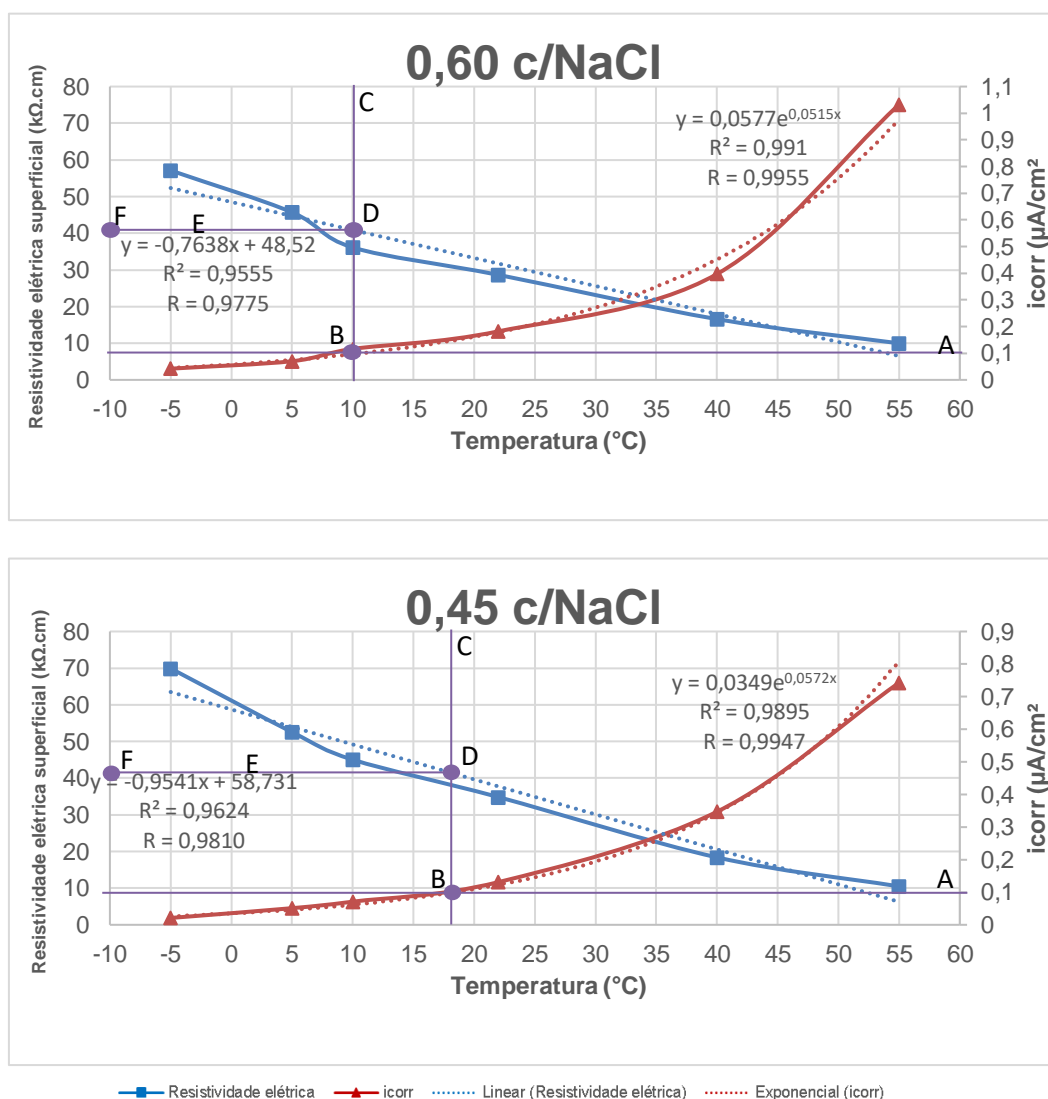 0,60 c/NaCl
Resistividade elétrica superficial (kΩ.cm)
80
70
60
50
40
30
20
10
0
1,1
1
0,9
0,8
0,7
0,6
0,5
0,4
0,3
0,2
0,1
0
icorr (µA/cm²
C
y = 0,0577e^0,0515x
R² = 0,991
R = 0,9955
F
E
D
y = -0,7638x + 48,52
R² = 0,9555
R = 0,9775
B
A
-10 -5 0 5 10 15 20 25 30 35 40 45 50 55 60
Temperatura (°C)
0,45 c/NaCl
Resistividade elétrica superficial (kΩ.cm)
80
70
60
50
40
30
20
10
0
0,9
0,8
0,7
0,6
0,5
0,4
0,3
0,2
0,1
0
icorr (µA/cm²
C
y = 0,0349e^0,0572x
R² = 0,9895
R = 0,9947
F
E
D
y = -0,9541x + 58,731
R² = 0,9624
R = 0,9810
B
A
-10 -5 0 5 10 15 20 25 30 35 40 45 50 55 60
Temperatura (°C)
Resistividade elétrica icorr Linear (Resistividade elétrica) Exponencial (icorr)